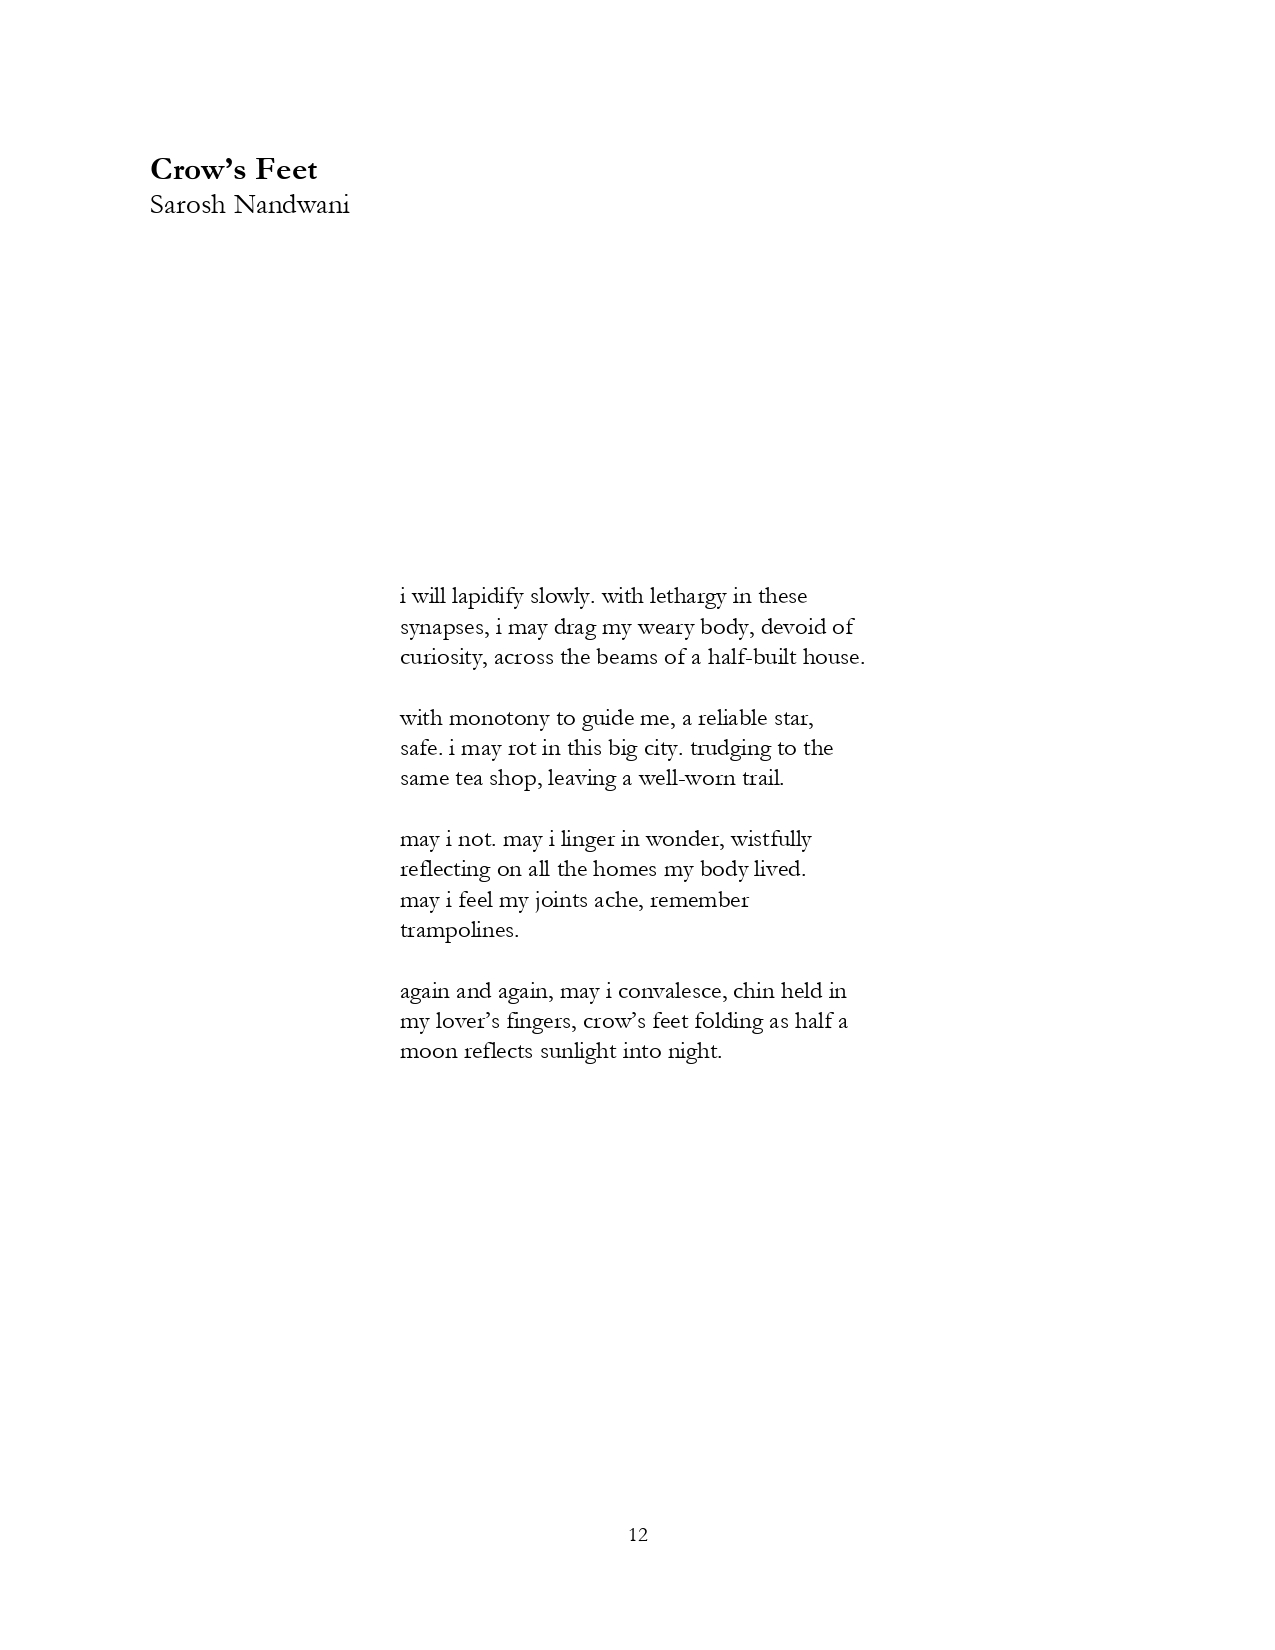 Crow’s Feet
Sarosh Nandwani
i will lapidify slowly. with lethargy in these
synapses, i may drag my weary body, devoid of
curiosity, across the beams of a half-built house.
with monotony to guide me, a reliable star,
safe. i may rot in this big city. trudging to the
same tea shop, leaving a well-worn trail.
may i not. may i linger in wonder, wistfully
reflecting on all the homes my body lived.
may i feel my joints ache, remember
trampolines.
again and again, may i convalesce, chin held in
my lover’s fingers, crow’s feet folding as half a
moon reflects sunlight into night.
12